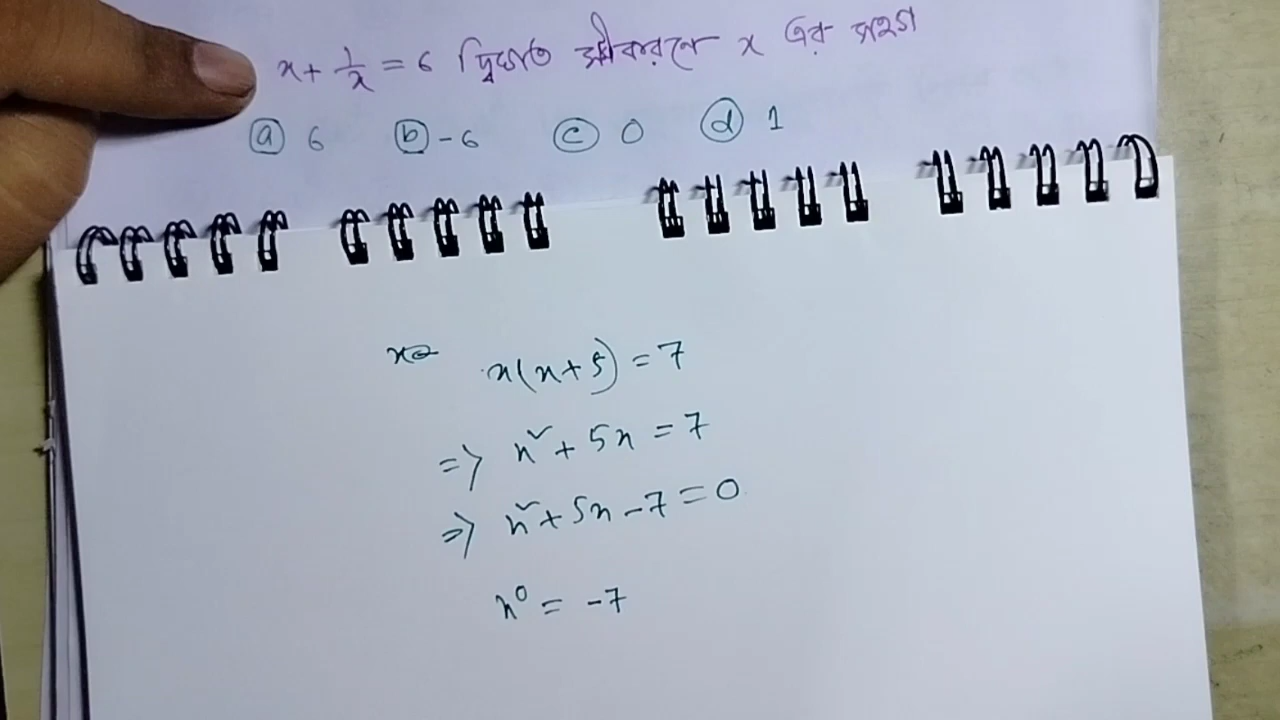 x + 1/x = 6 দ্বিঘাত সমীকরণে x এর সহগ
ⓐ 6 ⓑ -6 ⓒ 0 ⓓ 1
x(x+5) = 7
=> x² + 5x = 7
=> x² + 5x - 7 = 0
x⁰ = -7